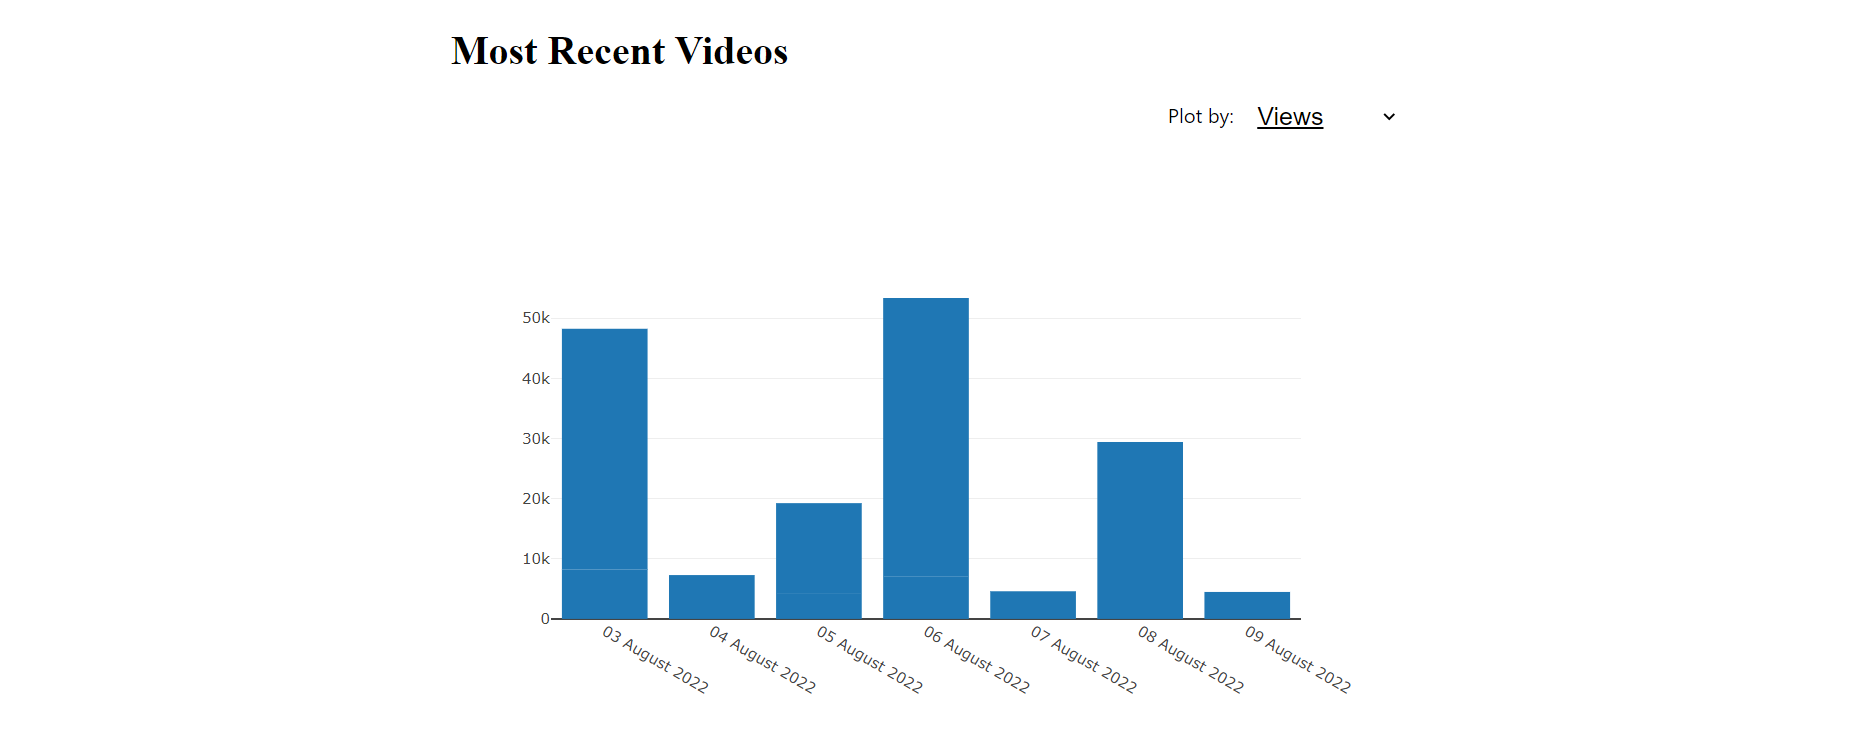 Most Recent Videos
Plot by: Views
50k
40k
30k
20k
10k
0
03 August 2022
04 August 2022
05 August 2022
06 August 2022
07 August 2022
08 August 2022
09 August 2022